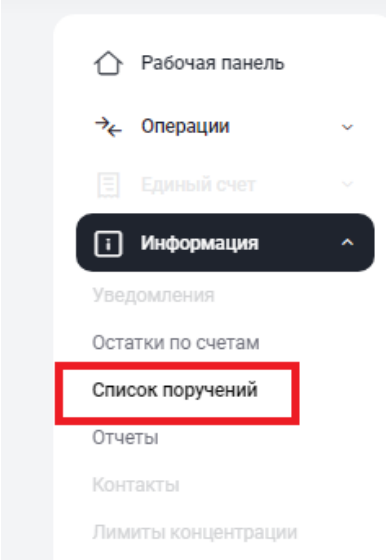 Рабочая панель
Операции
Единый счет
Информация
Уведомления
Остатки по счетам
Список поручений
Отчеты
Контакты
Лимиты концентрации